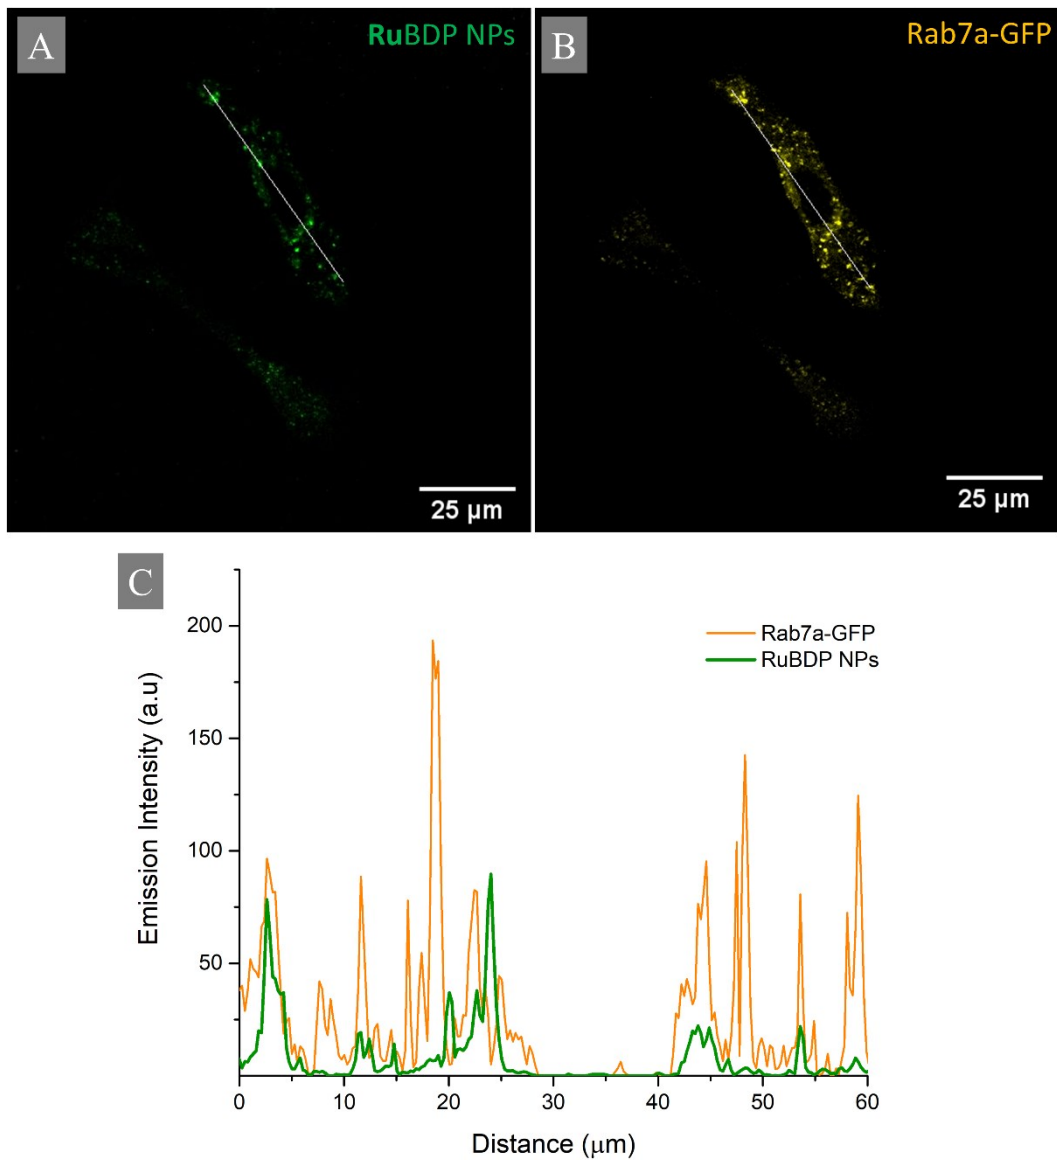 A
RuBDP NPs
B
Rab7a-GFP
25 µm
25 µm
C
Emission Intensity (a.u)
200
150
100
50
Rab7a-GFP
RuBDP NPs
0
10
20
30
40
50
60
Distance (µm)